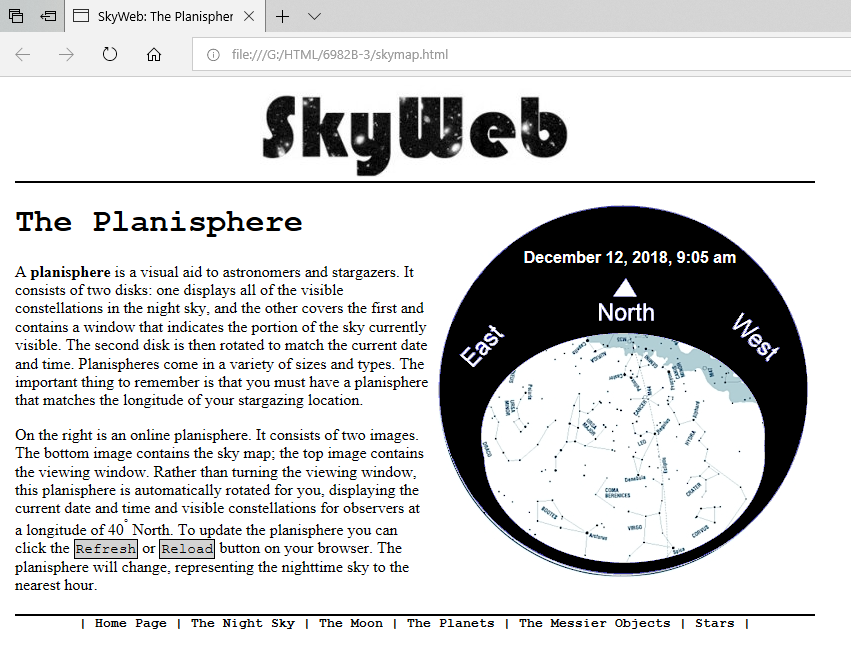 SkyWeb: The Planispher
file:///G:/HTML/6982B-3/skymap.html
SkyWeb
The Planisphere
A planisphere is a visual aid to astronomers and stargazers. It
consists of two disks: one displays all of the visible
constellations in the night sky, and the other covers the first and
contains a window that indicates the portion of the sky currently
visible. The second disk is then rotated to match the current date
and time. Planispheres come in a variety of sizes and types. The
important thing to remember is that you must have a planisphere
that matches the longitude of your stargazing location.
On the right is an online planisphere. It consists of two images.
The bottom image contains the sky map; the top image contains
the viewing window. Rather than turning the viewing window,
this planisphere is automatically rotated for you, displaying the
current date and time and visible constellations for observers at
a longitude of 40° North. To update the planisphere you can
click the Refresh or Reload button on your browser. The
planisphere will change, representing the nighttime sky to the
nearest hour.
December 12, 2018, 9:05 am
North
East
West
URSA
MAJOR
LEO
HYDRA
DRACO
Denebola
COMA
BERENICES
CRATER
BOOTES
Arcturus
VIRGO
CORVUS
Spica
| Home Page | The Night Sky | The Moon | The Planets | The Messier Objects | Stars |